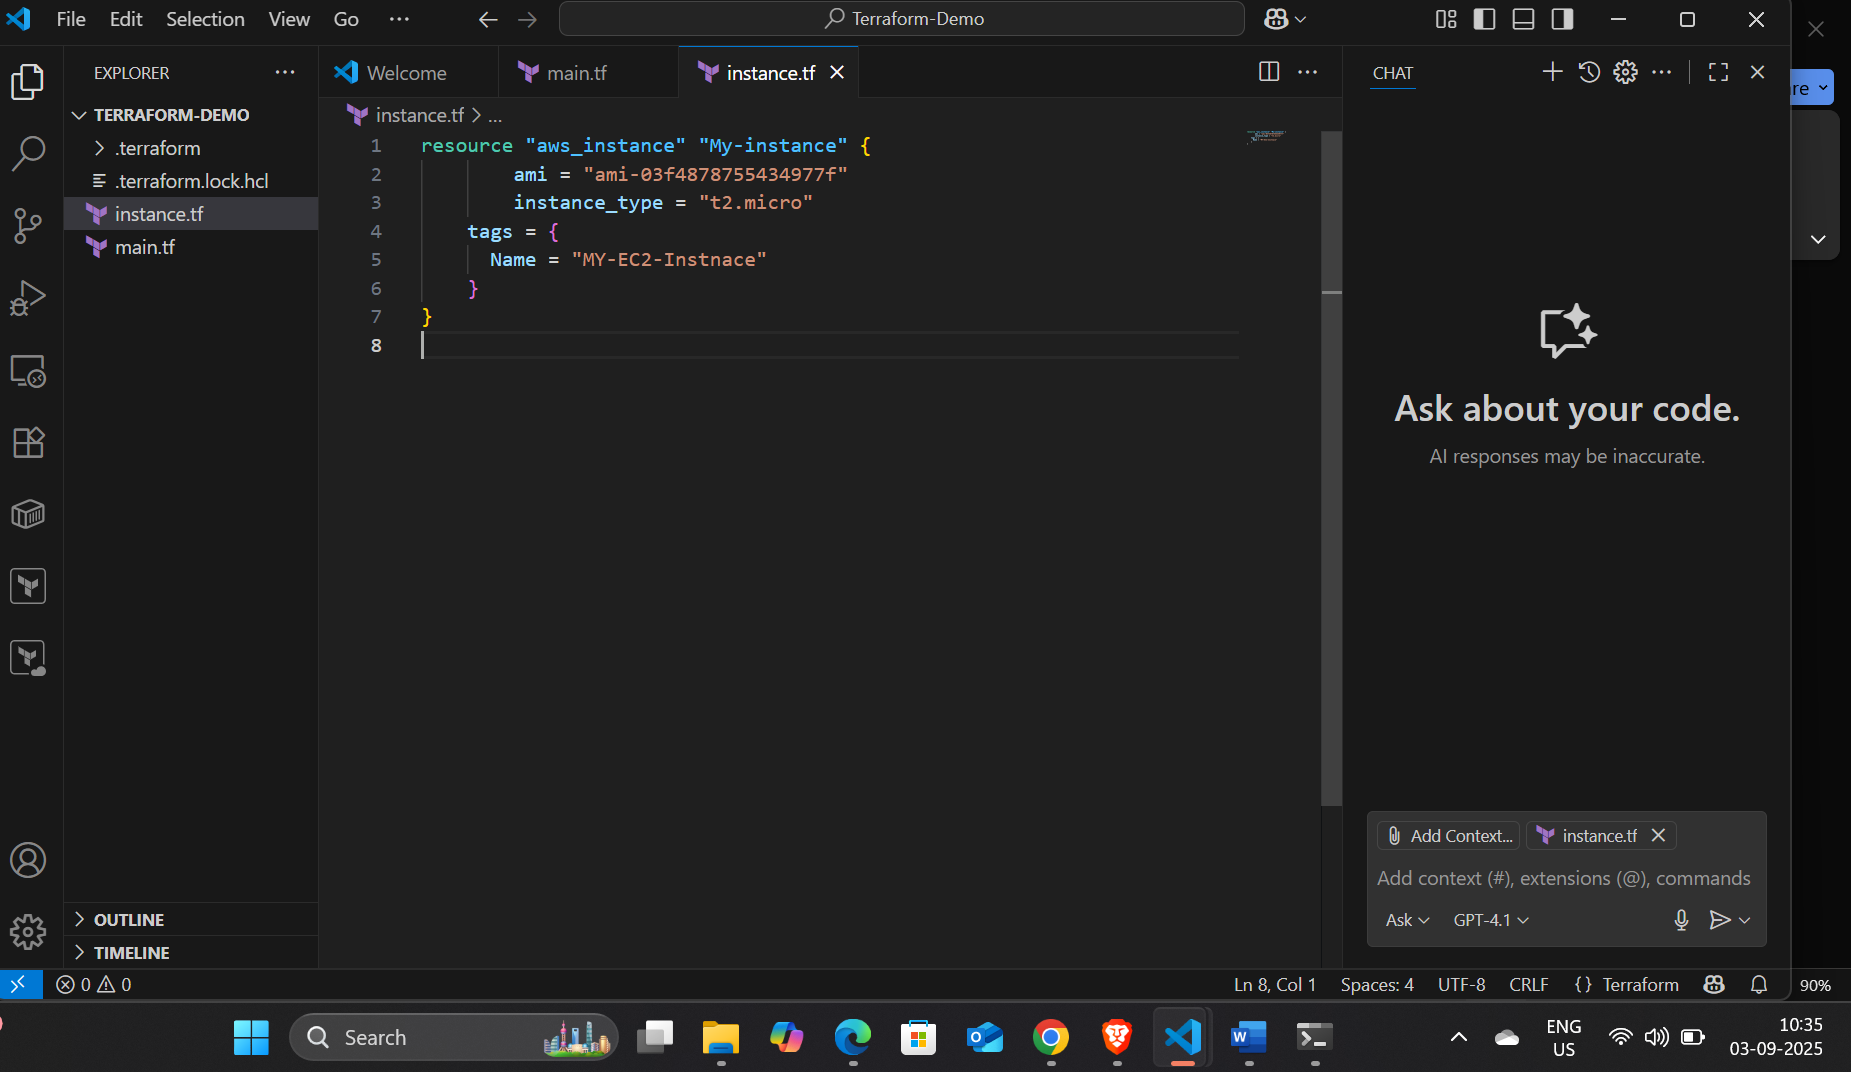 File Edit Selection View Go ··· Terraform-Demo
EXPLORER ···
TERRAFORM-DEMO
.terraform
.terraform.lock.hcl
instance.tf
main.tf
OUTLINE
TIMELINE
Welcome main.tf instance.tf
instance.tf > ...
1 resource "aws_instance" "My-instance" {
2 ami = "ami-03f4878755434977f"
3 instance_type = "t2.micro"
4 tags = {
5 Name = "MY-EC2-Instnace"
6 }
7 }
8
CHAT
re
Ask about your code.
AI responses may be inaccurate.
Add Context... instance.tf
Add context (#), extensions (@), commands
Ask GPT-4.1
0 0 Ln 8, Col 1 Spaces: 4 UTF-8 CRLF {} Terraform 90%
Search
ENG
US
10:35
03-09-2025